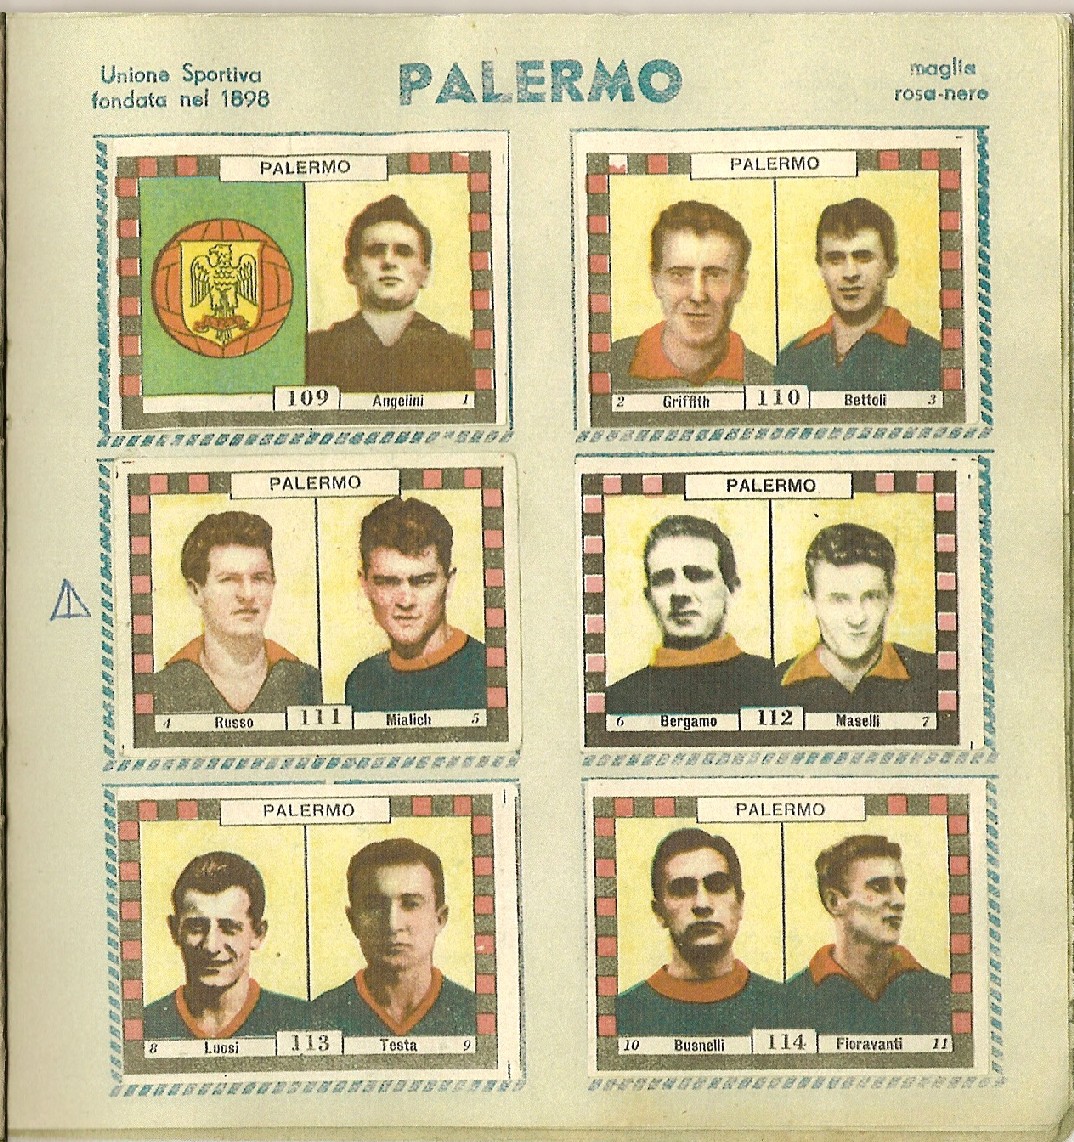 Unione Sportiva
fondata nel 1898
PALERMO
maglia
rosa-nero
PALERMO
109 Angelini 1
PALERMO
2 Griffith 110 Bettoli 3
PALERMO
4 Russo 111 Mialich 5
PALERMO
6 Bergamo 112 Maselli 7
PALERMO
8 Luosi 113 Testa 9
PALERMO
10 Busnelli 114 Fioravanti 11